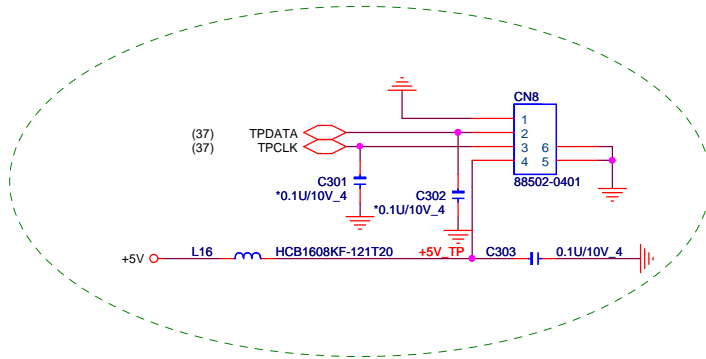 CN8
1
(37) TPDATA 2
(37) TPCLK 3 6
4 5
C301 88502-0401
*0.1U/10V_4 C302
*0.1U/10V_4
+5V L16 HCB1608KF-121T20 +5V_TP C303 0.1U/10V_4